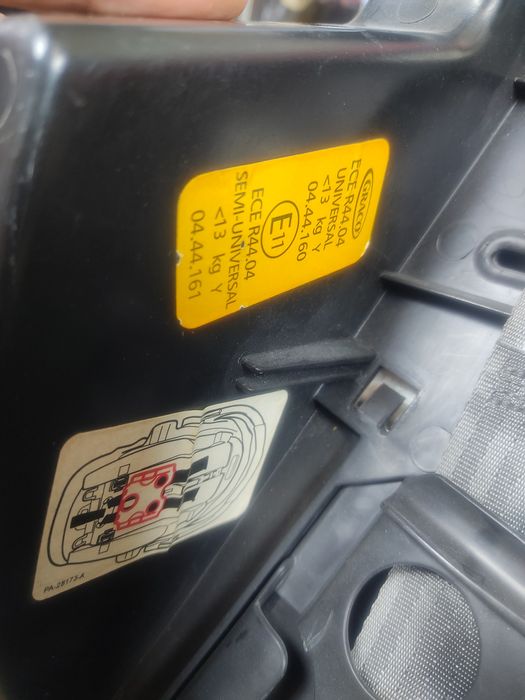 GRACO
ECE R44.04
UNIVERSAL
<13 kg Y
04.44.160
E11
ECE R44.04
SEMI-UNIVERSAL
<13 kg Y
04.44.161
PA-28173-A